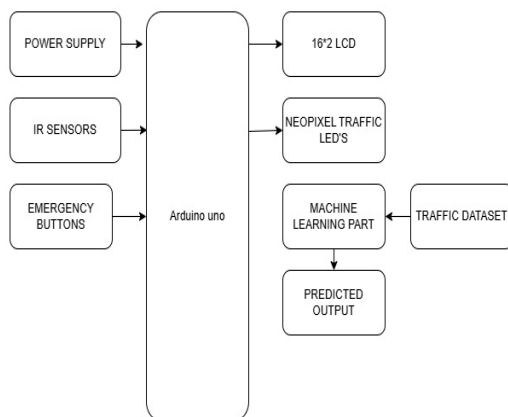 POWER SUPPLY
16*2 LCD
IR SENSORS
NEOPIXEL TRAFFIC
LED'S
EMERGENCY
BUTTONS
Arduino uno
MACHINE
LEARNING PART
TRAFFIC DATASET
PREDICTED
OUTPUT